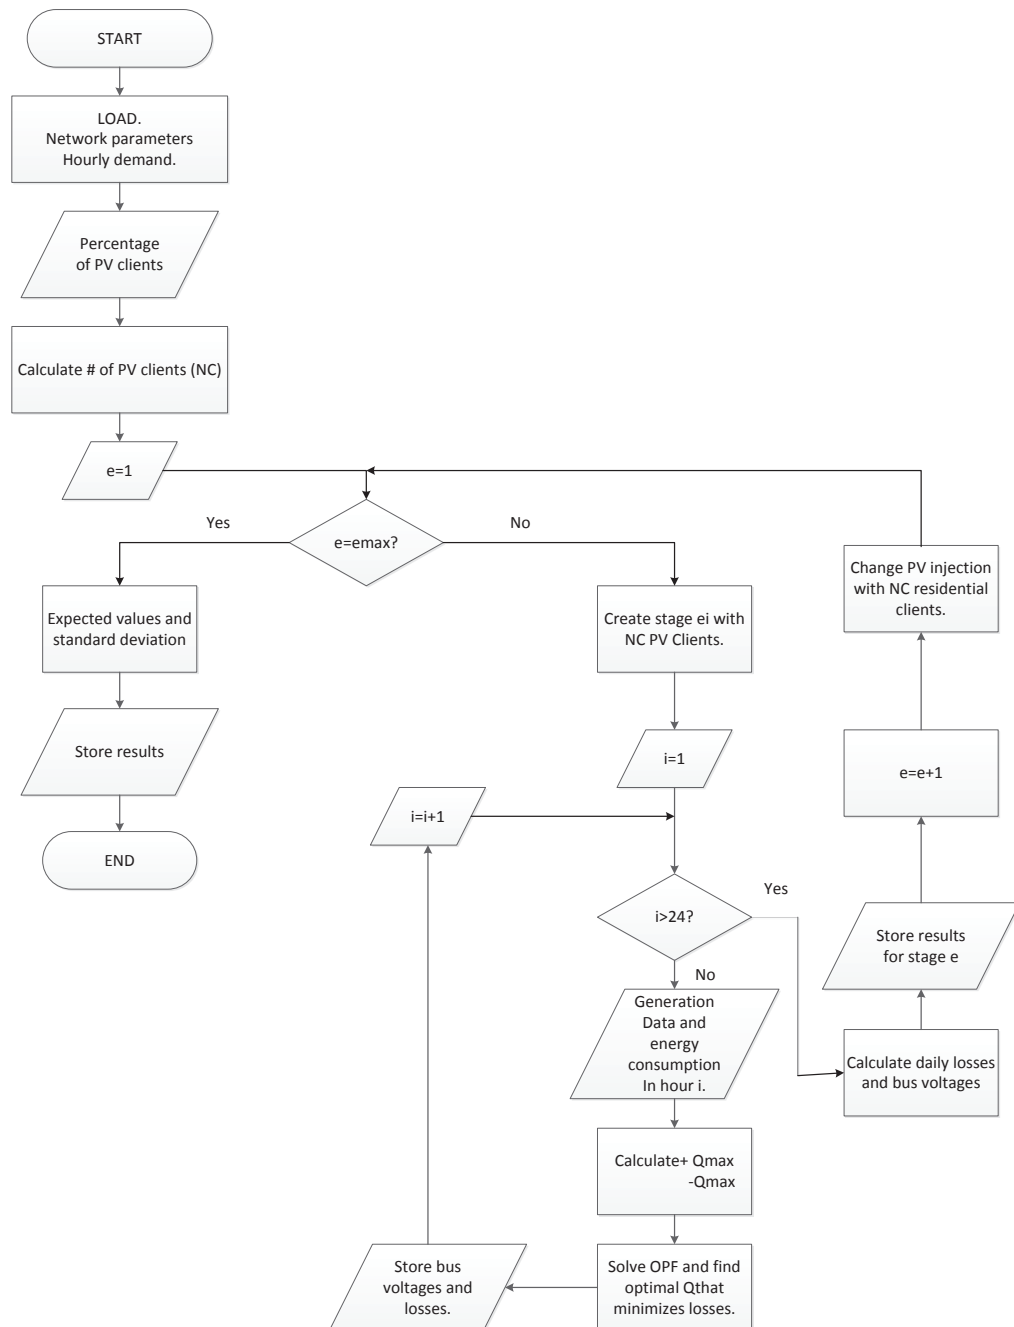 START
LOAD.
Network parameters
Hourly demand.
Percentage
of PV clients
Calculate # of PV clients (NC)
e=1
Yes
No
e=emax?
Expected values and
standard deviation
Store results
END
Create stage ei with
NC PV Clients.
i=1
i=i+1
i>24?
Yes
No
Generation
Data and
energy
consumption
In hour i.
Calculate+ Qmax
-Qmax
Solve OPF and find
optimal Qthat
minimizes losses.
Store bus
voltages and
losses.
Calculate daily losses
and bus voltages
Store results
for stage e
e=e+1
Change PV injection
with NC residential
clients.